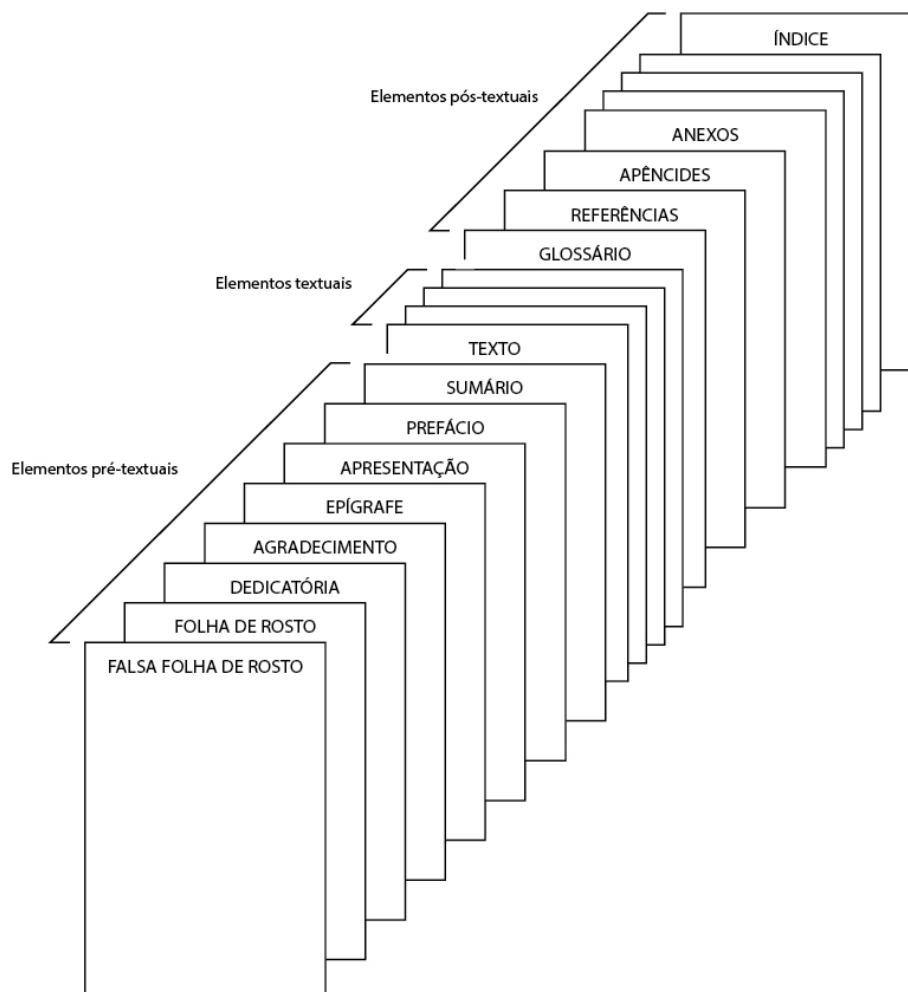 ÍNDICE
Elementos pós-textuais
ANEXOS
APÊNCIDES
REFERÊNCIAS
GLOSSÁRIO
Elementos textuais
TEXTO
SUMÁRIO
PREFÁCIO
Elementos pré-textuais
APRESENTAÇÃO
EPÍGRAFE
AGRADECIMENTO
DEDICATÓRIA
FOLHA DE ROSTO
FALSA FOLHA DE ROSTO